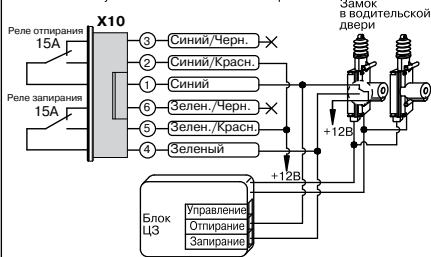 Замок
в водительской
двери
X10
Реле отпирания
15А
3 Синий/Черн.
2 Синий/Красн.
1 Синий
Реле запирания
15А
6 Зелен./Черн.
5 Зелен./Красн.
4 Зеленый
+12В
+12В
Блок
ЦЗ
Управление
Отпирание
Запирание